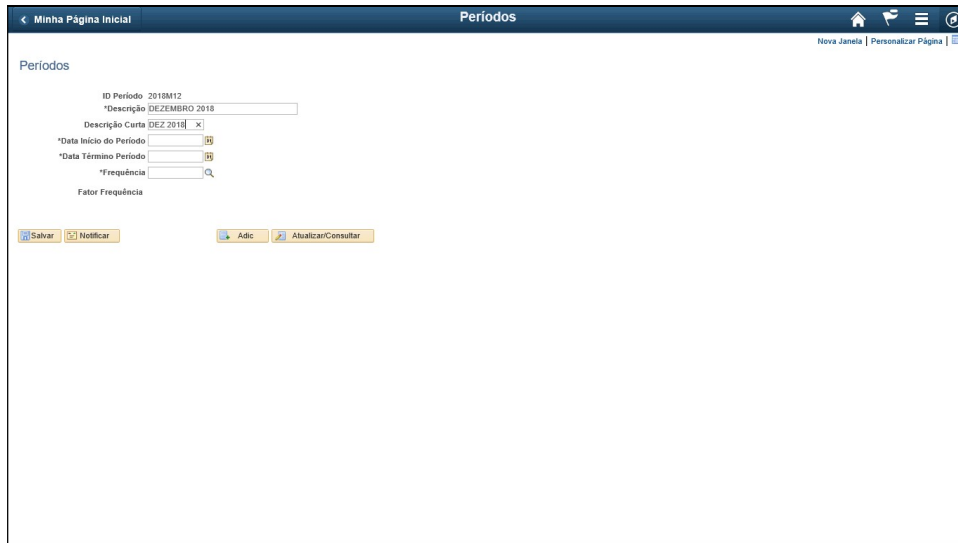 Minha Página Inicial
Períodos
Nova Janela | Personalizar Página |
Períodos
ID Período 2018M12
*Descrição DEZEMBRO 2018
Descrição Curta DEZ 2018 ×
*Data Início do Período
*Data Término Período
*Frequência
Fator Frequência
Salvar Notificar Adic Atualizar/Consultar